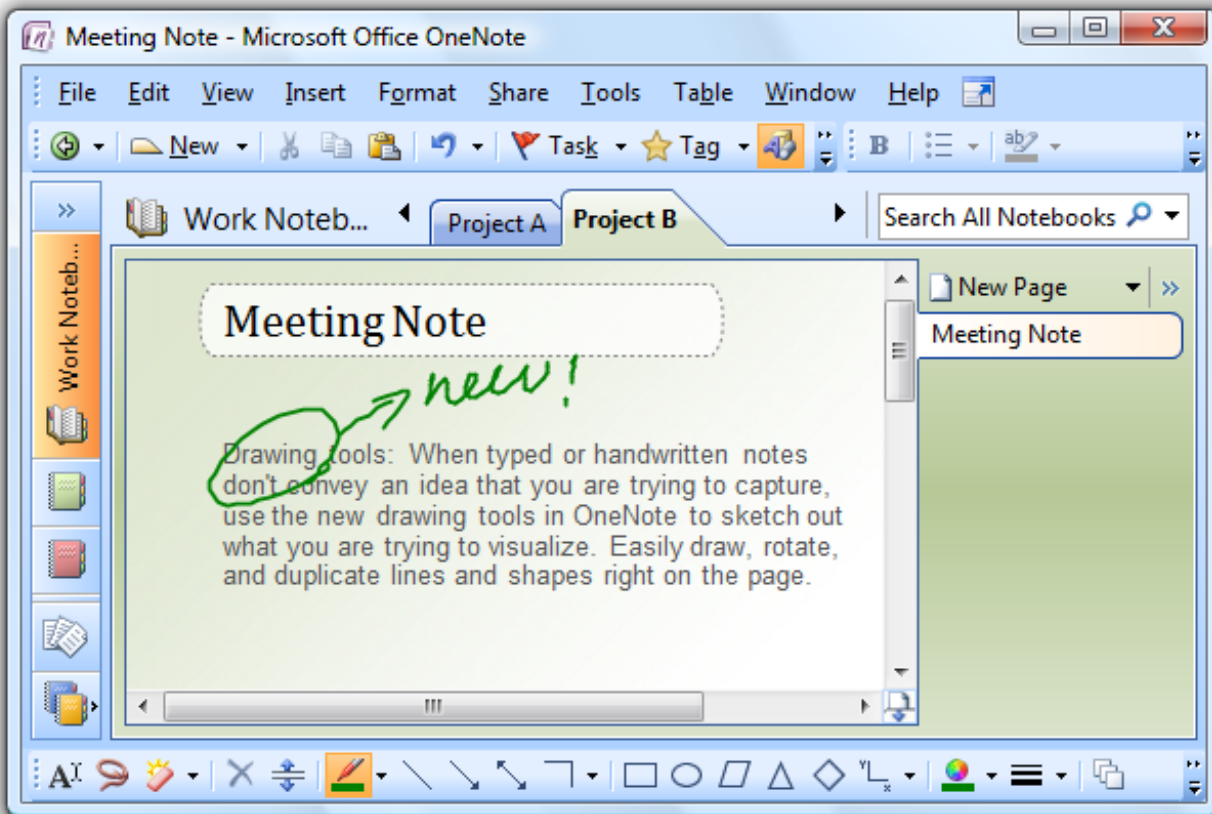 Meeting Note - Microsoft Office OneNote
File Edit View Insert Format Share Tools Table Window Help
New Task Tag B ab
Work Noteb... Project A Project B Search All Notebooks
Work Noteb...
New Page
Meeting Note
Meeting Note
new!
Drawing tools: When typed or handwritten notes
don't convey an idea that you are trying to capture,
use the new drawing tools in OneNote to sketch out
what you are trying to visualize. Easily draw, rotate,
and duplicate lines and shapes right on the page.
A